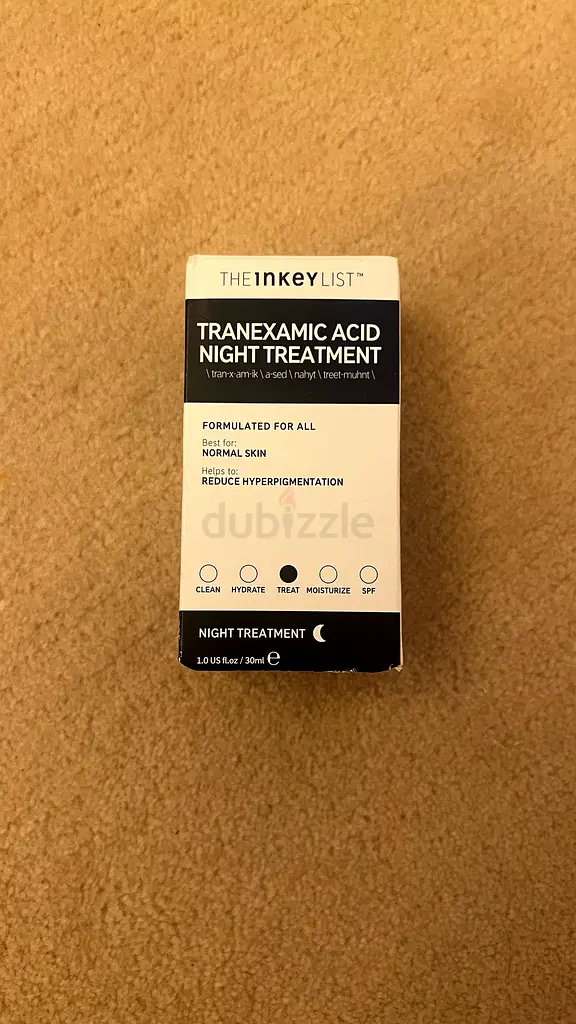 THE INKEY LIST™
TRANEXAMIC ACID
NIGHT TREATMENT
\ tran-x-am-ik \ a-sed \ nahyt \ treet-muhnt \
FORMULATED FOR ALL
Best for:
NORMAL SKIN
Helps to:
REDUCE HYPERPIGMENTATION
dubizzle
CLEAN HYDRATE TREAT MOISTURIZE SPF
NIGHT TREATMENT
1.0 US fl.oz / 30ml ℮